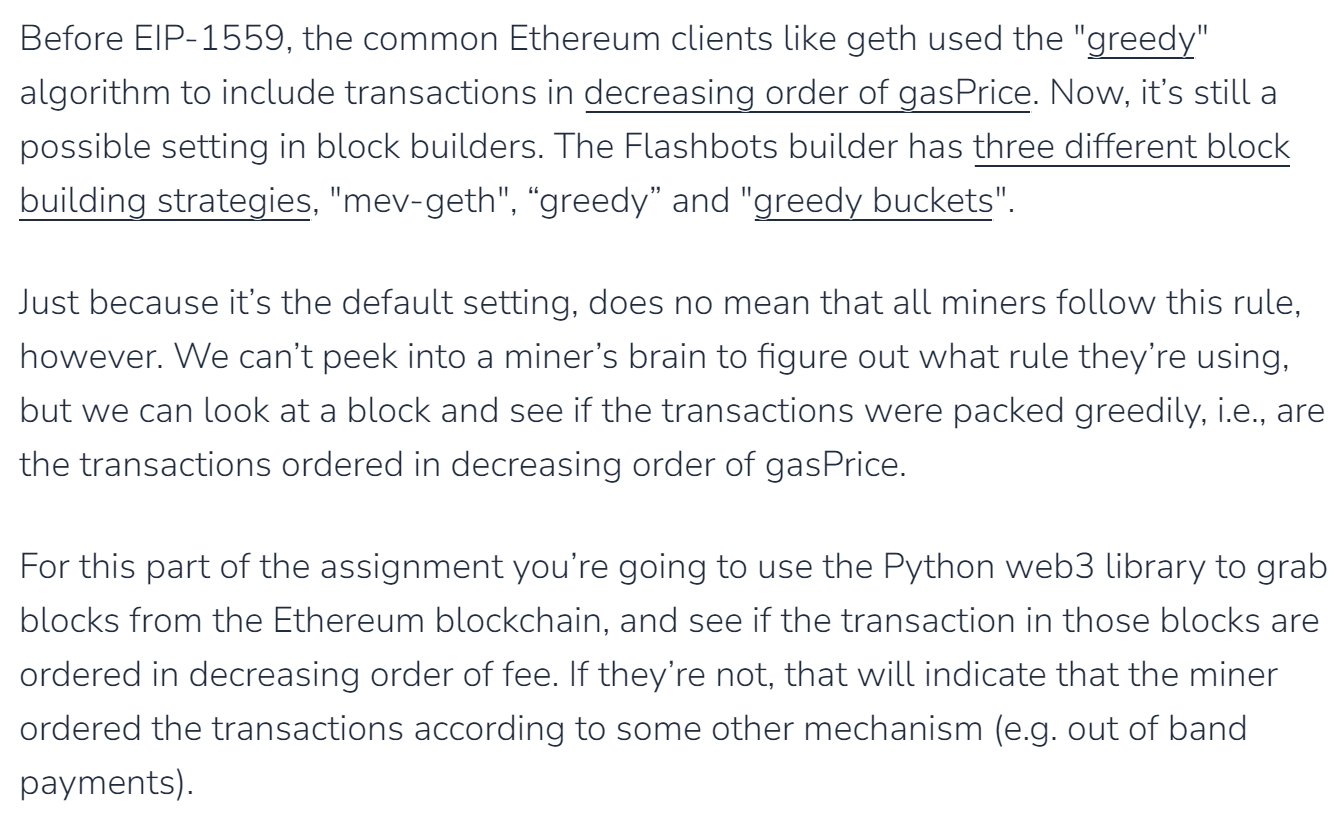 Before EIP-1559, the common Ethereum clients like geth used the "greedy"
algorithm to include transactions in decreasing order of gasPrice. Now, it’s still a
possible setting in block builders. The Flashbots builder has three different block
building strategies, "mev-geth", “greedy” and "greedy buckets".
Just because it’s the default setting, does no mean that all miners follow this rule,
however. We can’t peek into a miner’s brain to figure out what rule they’re using,
but we can look at a block and see if the transactions were packed greedily, i.e., are
the transactions ordered in decreasing order of gasPrice.
For this part of the assignment you’re going to use the Python web3 library to grab
blocks from the Ethereum blockchain, and see if the transaction in those blocks are
ordered in decreasing order of fee. If they’re not, that will indicate that the miner
ordered the transactions according to some other mechanism (e.g. out of band
payments).